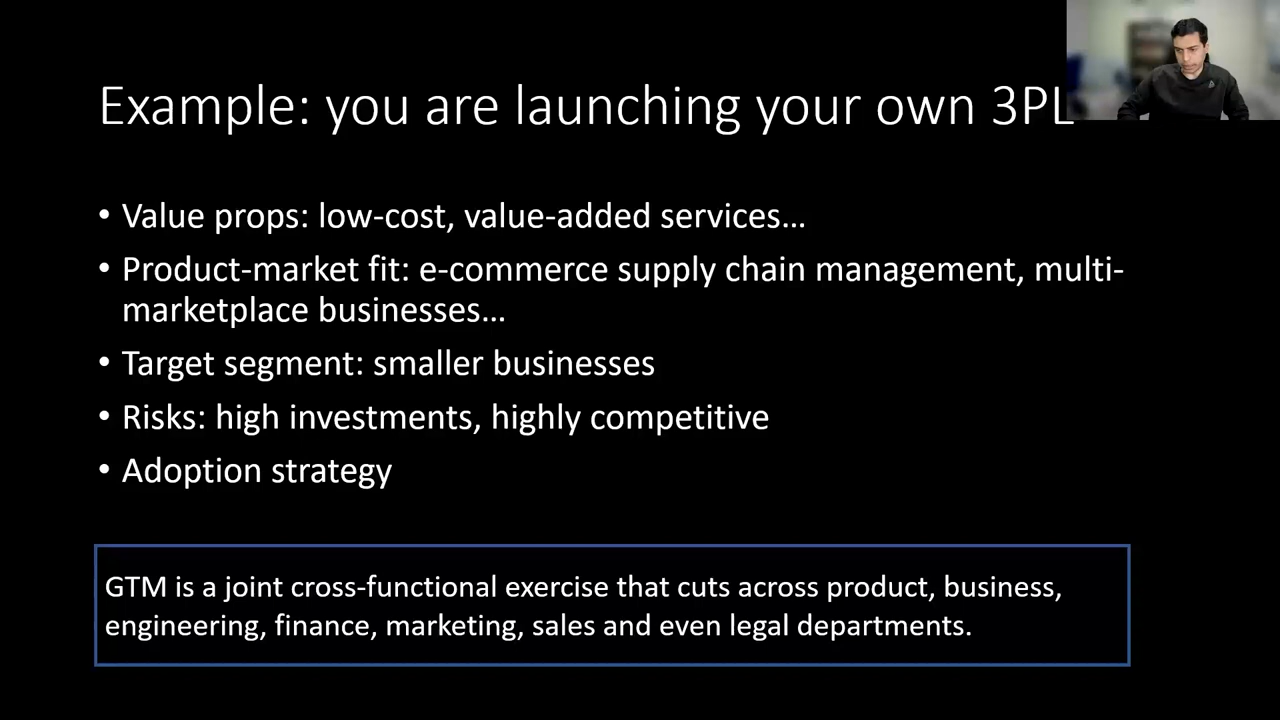 Example: you are launching your own 3PL
• Value props: low-cost, value-added services…
• Product-market fit: e-commerce supply chain management, multi-
marketplace businesses…
• Target segment: smaller businesses
• Risks: high investments, highly competitive
• Adoption strategy
GTM is a joint cross-functional exercise that cuts across product, business,
engineering, finance, marketing, sales and even legal departments.